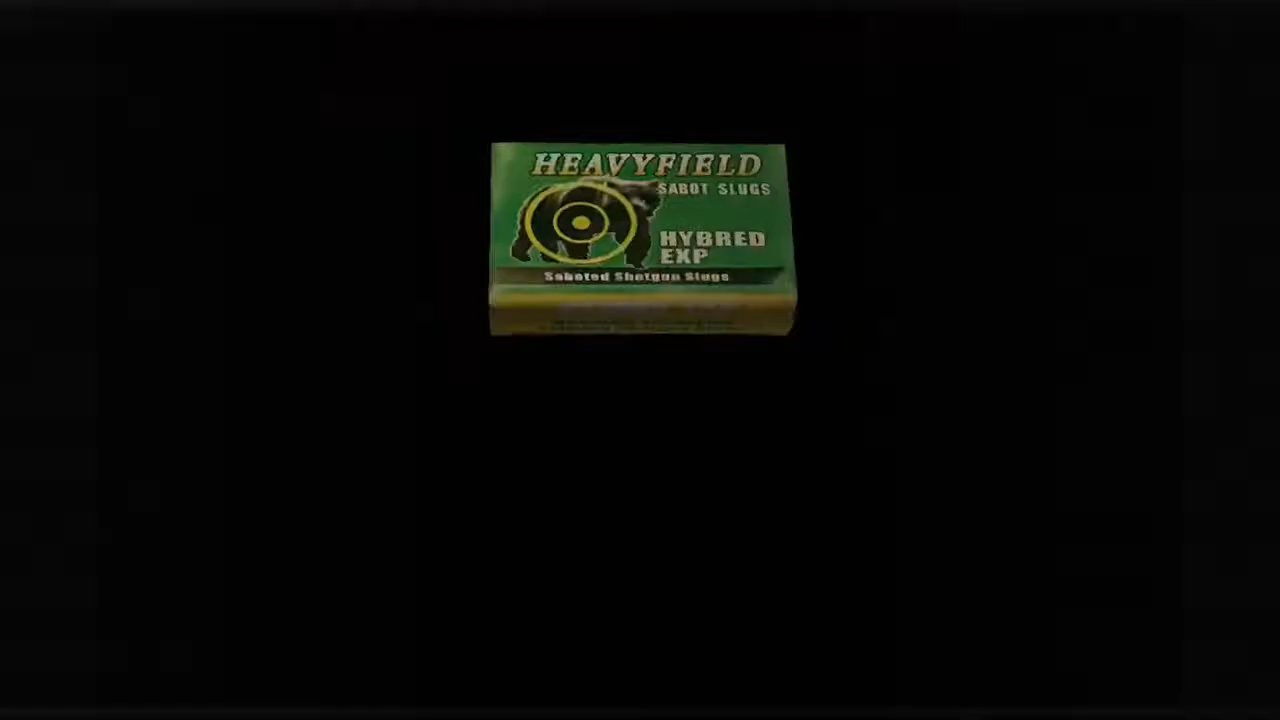 HEAVYFIELD
SABOT SLUGS
HYBRED
EXP
Saboted Shotgun Slugs